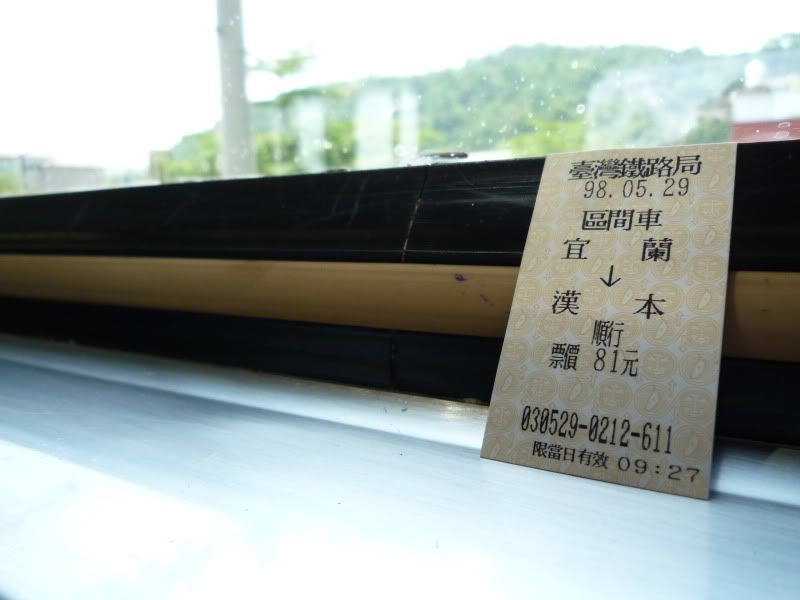 臺灣鐵路局
98.05.29
區間車
宜蘭
↓
漢本
順行
票價 81元
030529-0212-611
限當日有效 09:27